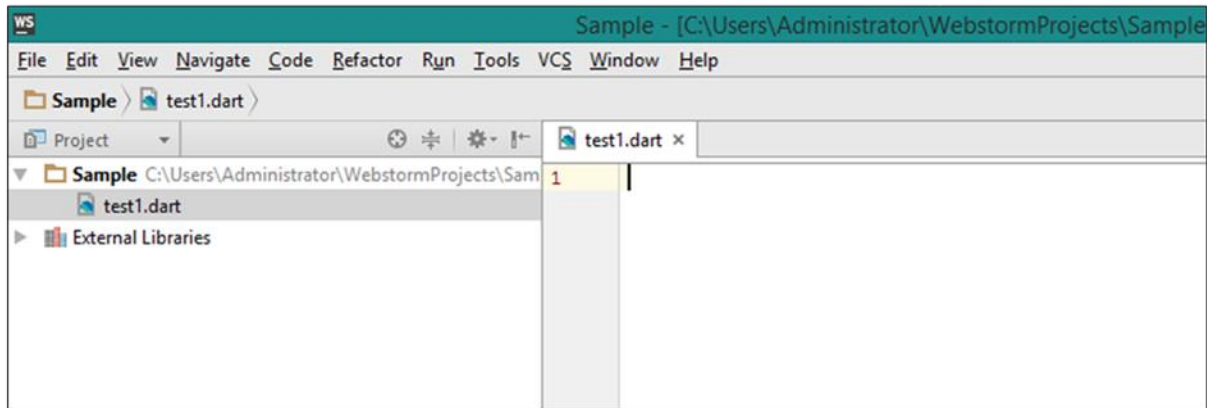 WS Sample - [C:\Users\Administrator\WebstormProjects\Sample
File Edit View Navigate Code Refactor Run Tools VCS Window Help
Sample test1.dart
Project
test1.dart
Sample C:\Users\Administrator\WebstormProjects\Sam
1
test1.dart
External Libraries